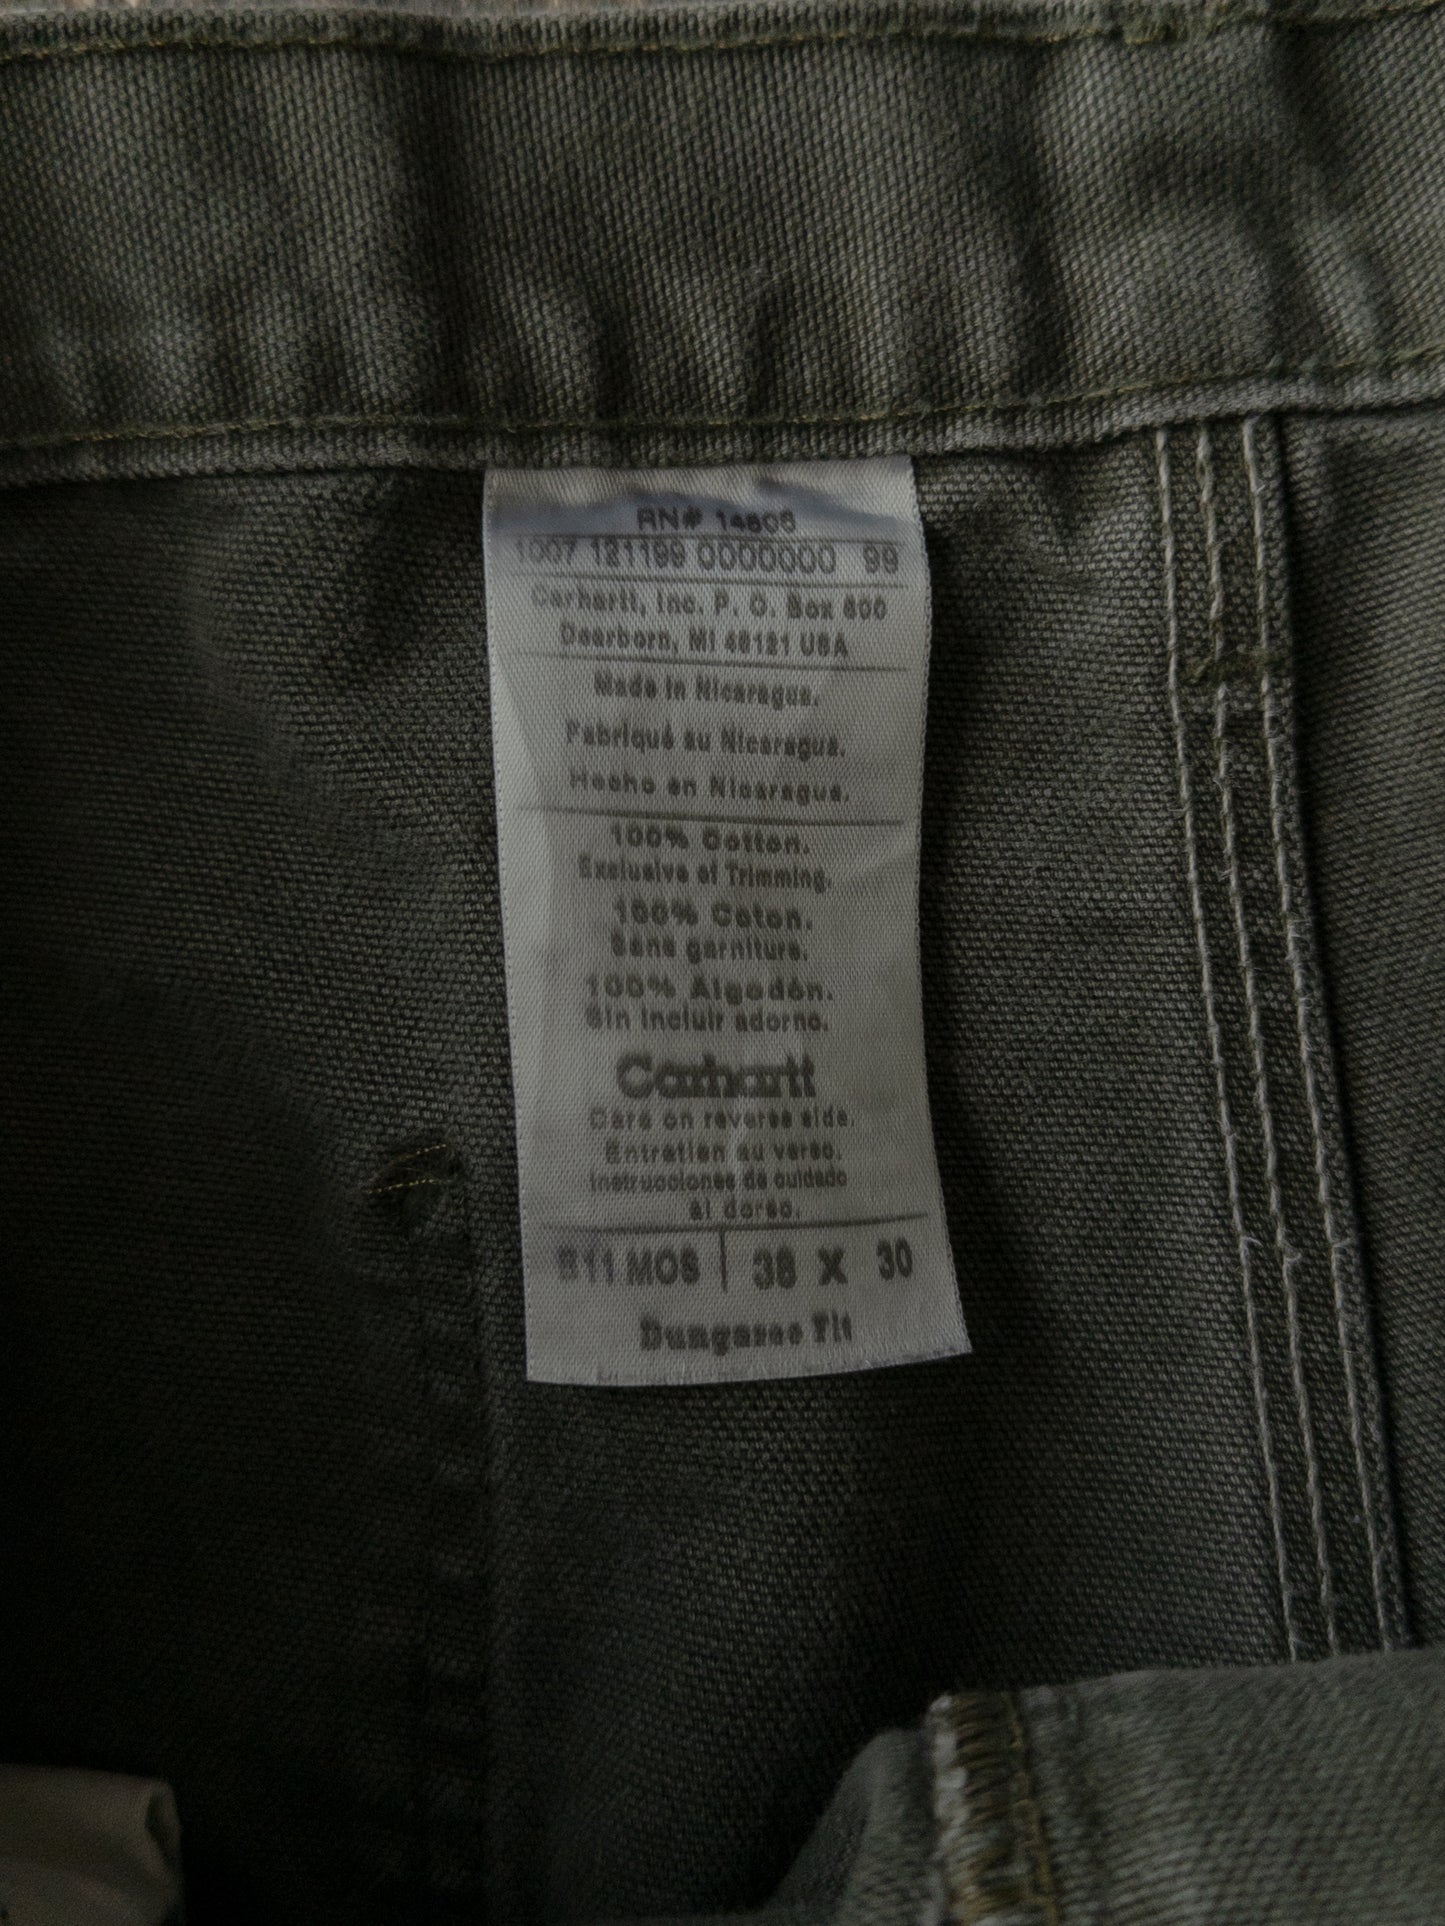 RN# 14806
1007 121199 0000000 99
Carhartt, Inc. P. O. Box 600
Dearborn, MI 48121 USA
Made in Nicaragua.
Fabriqué au Nicaragua.
Hecho en Nicaragua.
100% Cotton.
Exclusive of Trimming.
100% Coton.
Sans garniture.
100% Algodón.
Sin incluir adorno.
Carhartt
Care on reverse side.
Entretien au verso.
Instrucciones de cuidado
al dorso.
B11 MOS 38 X 30
Dungaree Fit